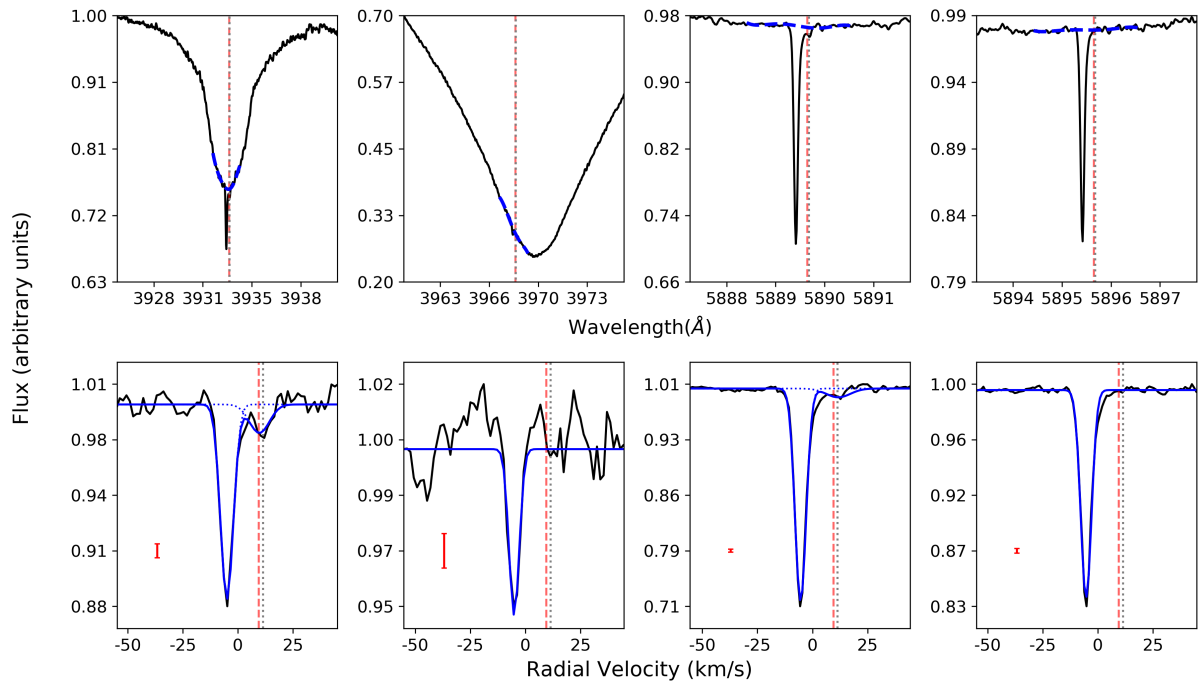 1.00 0.91 0.81 0.72 0.63
3928 3931 3935 3938
0.70 0.57 0.45 0.33 0.20
3963 3966 3970 3973
0.98 0.90 0.82 0.74 0.66
5888 5889 5890 5891
0.99 0.94 0.89 0.84 0.79
5894 5895 5896 5897
Wavelength(Å)
Flux (arbitrary units)
1.01 0.98 0.94 0.91 0.88
-50 -25 0 25
1.02 1.00 0.99 0.97 0.95
-50 -25 0 25
1.01 0.93 0.86 0.79 0.71
-50 -25 0 25
1.00 0.96 0.92 0.87 0.83
-50 -25 0 25
Radial Velocity (km/s)